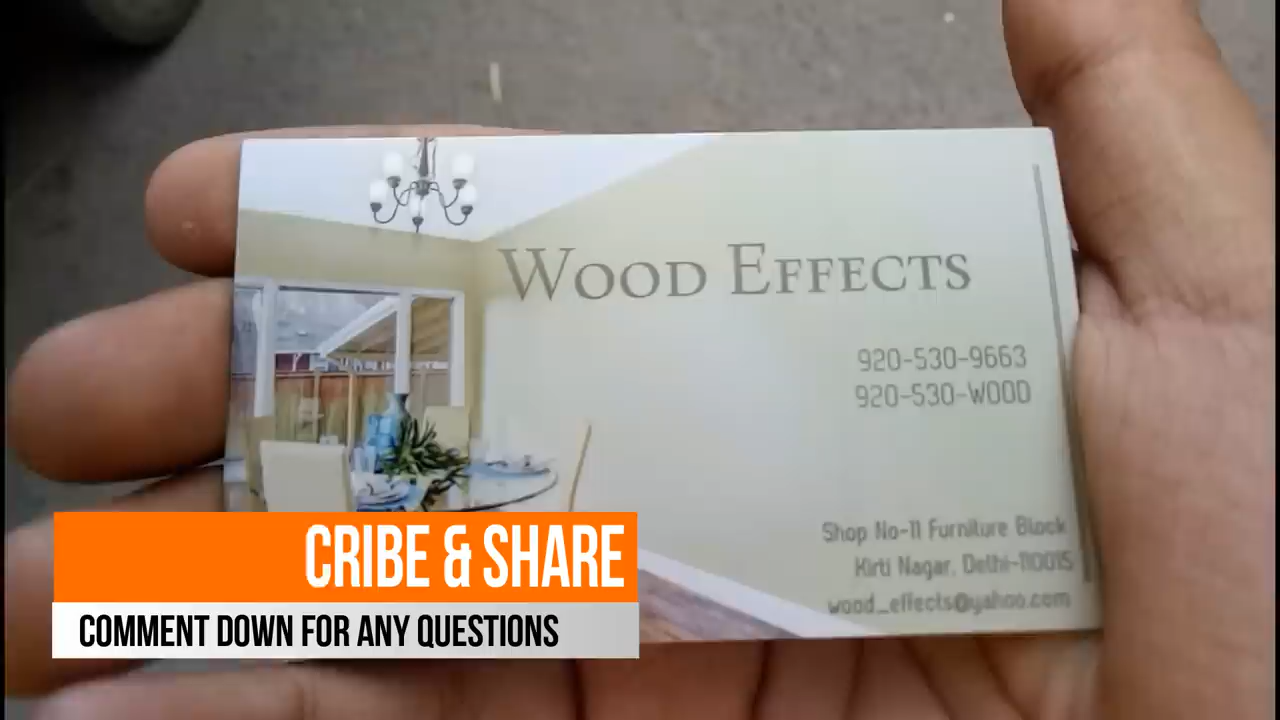 WOOD EFFECTS
920-530-9663
920-530-WOOD
Shop No-11 Furniture Block
Kirti Nagar, Delhi-110015
wood_effects@yahoo.com
CRIBE & SHARE
COMMENT DOWN FOR ANY QUESTIONS